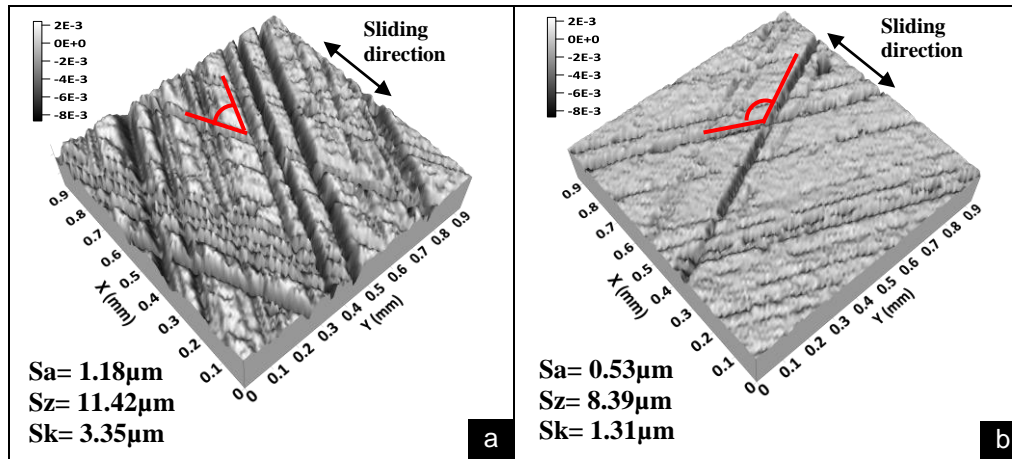 2E-3
0E+0
-2E-3
-4E-3
-6E-3
-8E-3
Sliding
direction
0.9
0.8
0.7
0.6
0.5
0.4
0.3
0.2
0.1
0
X (mm)
0
0.1
0.2
0.3
0.4
0.5
0.6
0.7
0.8
0.9
Y (mm)
Sa= 1.18µm
Sz= 11.42µm
Sk= 3.35µm
a
2E-3
0E+0
-2E-3
-4E-3
-6E-3
-8E-3
Sliding
direction
0.9
0.8
0.7
0.6
0.5
0.4
0.3
0.2
0.1
0
X (mm)
0
0.1
0.2
0.3
0.4
0.5
0.6
0.7
0.8
0.9
Y (mm)
Sa= 0.53µm
Sz= 8.39µm
Sk= 1.31µm
b